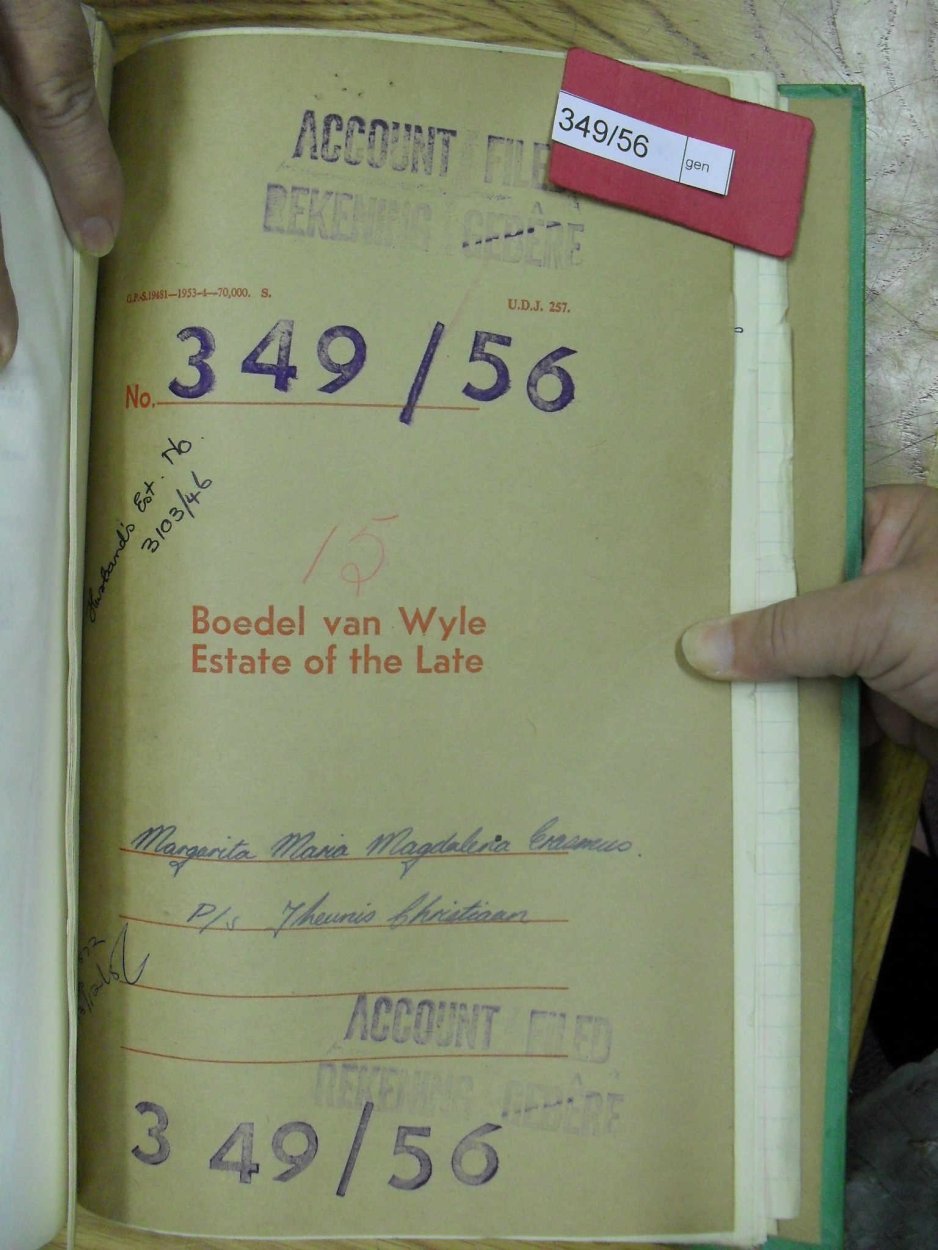 349/56 gen
ACCOUNT FILED
REKENING GEBÊRE
G.P.-S.19481—1953-4—70,000. S. U.D.J. 257.
No. 349/56
Husband's Est. No.
3103/46
15
Boedel van Wyle
Estate of the Late
Margarita Maria Magdalena Erasmus.
P/s Theunis Christiaan
ACCOUNT FILED
REKENING GEBÊRE
349/56